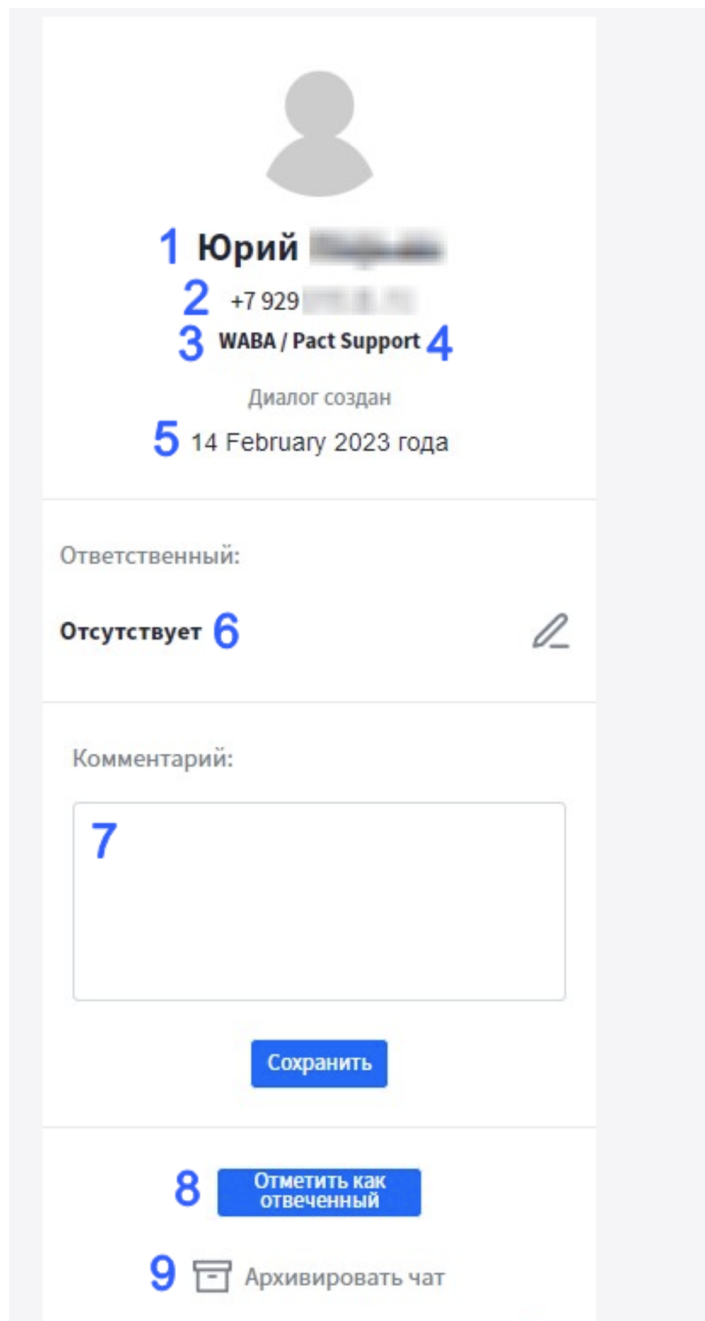 1 Юрий
2 +7 929
3 WABA / Pact Support 4
Диалог создан
5 14 February 2023 года
Ответственный:
Отсутствует 6
Комментарий:
7
Сохранить
8 Отметить как
отвеченный
9 Архивировать чат